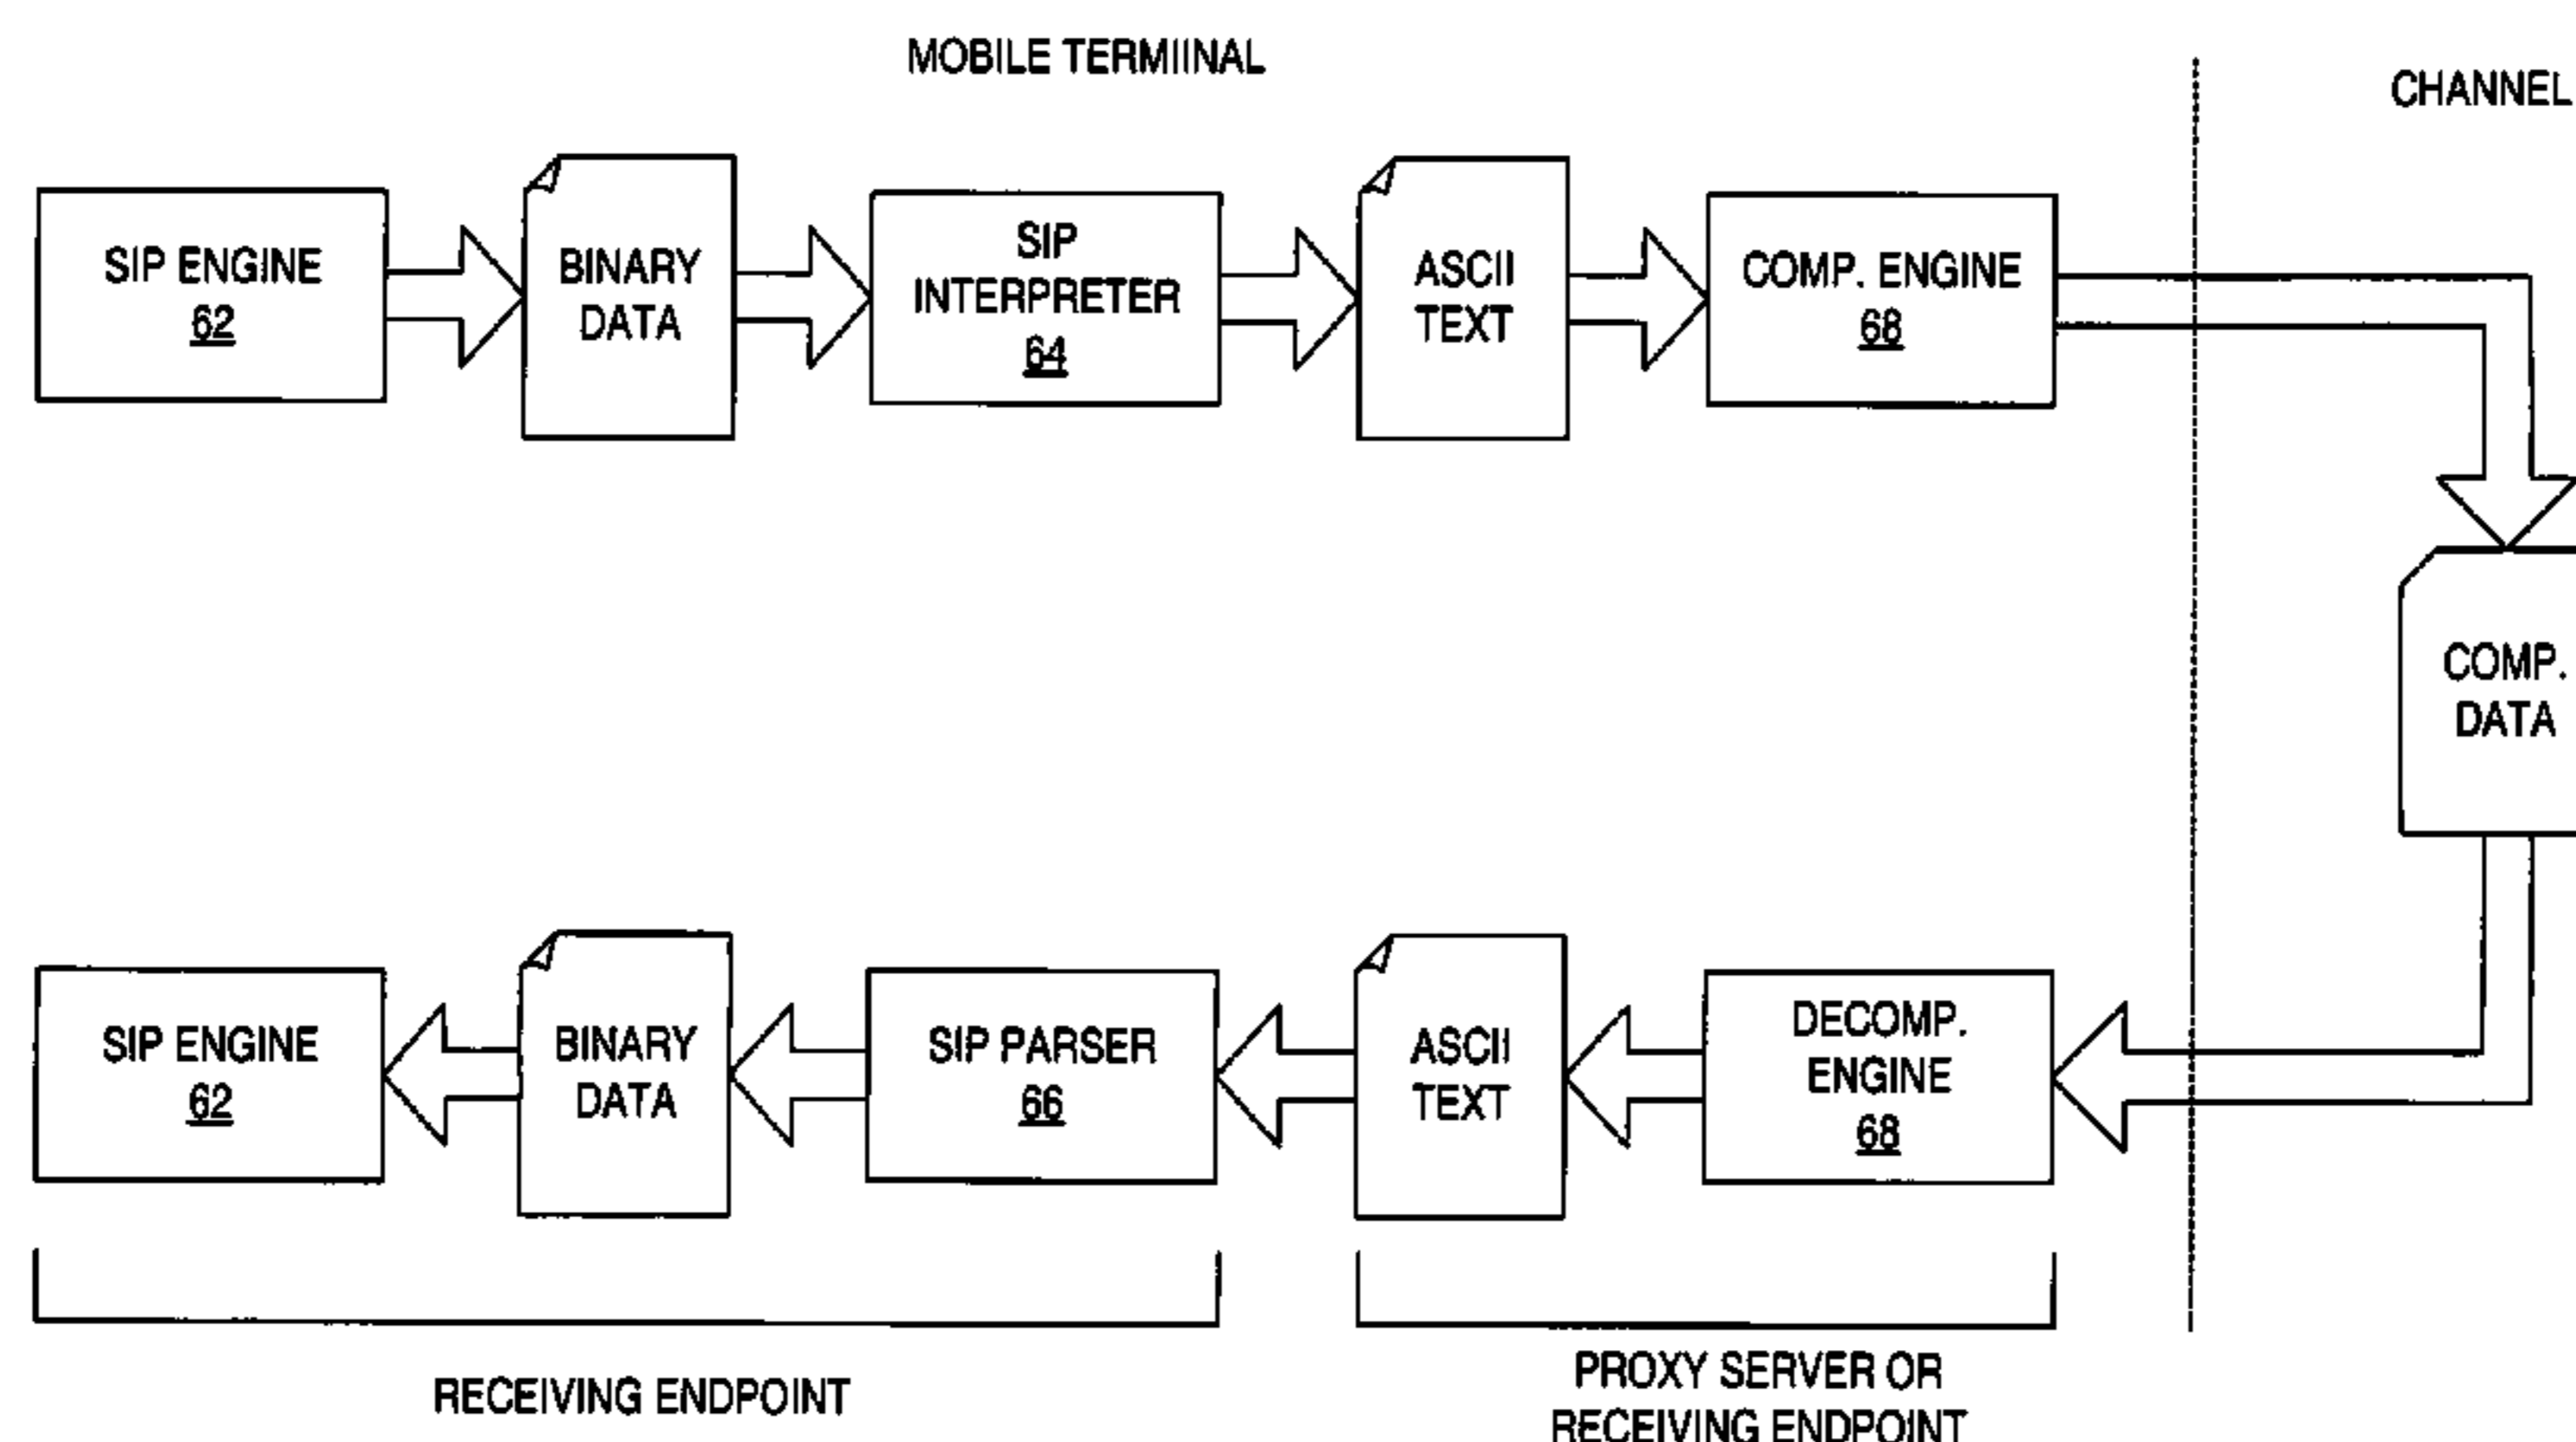 MOBILE TERMIINAL
CHANNEL
SIP ENGINE
62
BINARY
DATA
SIP
INTERPRETER
64
ASCII
TEXT
COMP. ENGINE
68
COMP.
DATA
SIP ENGINE
62
BINARY
DATA
SIP PARSER
66
ASCII
TEXT
DECOMP.
ENGINE
68
RECEIVING ENDPOINT
PROXY SERVER OR
RECEIVING ENDPOINT